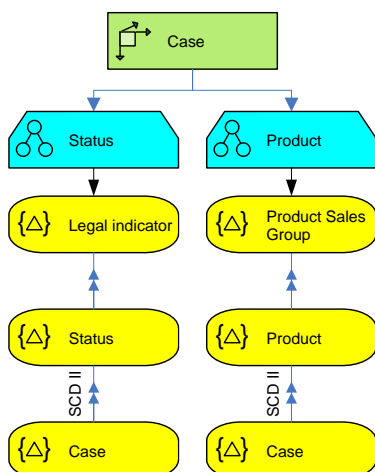 Case
Status
Product
Legal indicator
Product Sales
Group
Status
Product
SCD II
SCD II
Case
Case